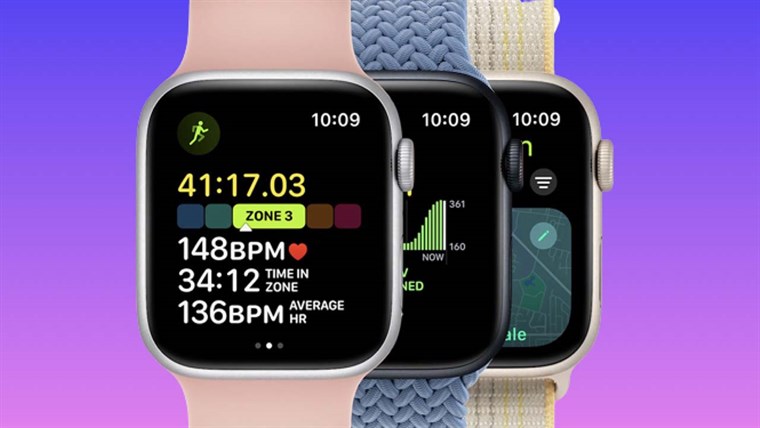 10:09
41:17.03
ZONE 3
148BPM
34:12 TIME IN ZONE
136BPM AVERAGE HR
10:09
361
160
NOW
10:09